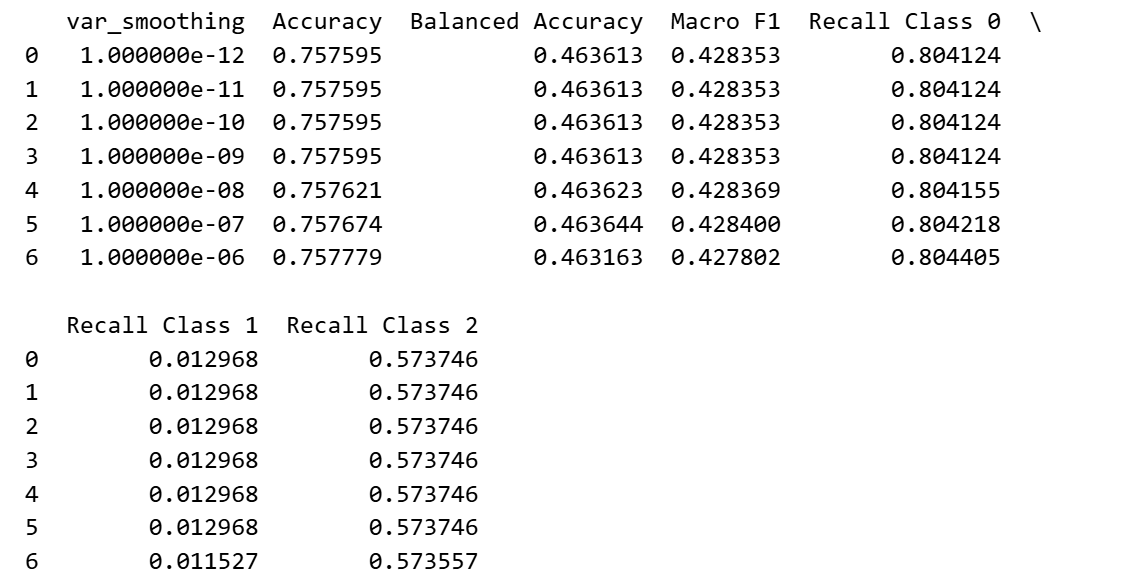 var_smoothing  Accuracy  Balanced Accuracy  Macro F1  Recall Class 0  \
0   1.000000e-12  0.757595           0.463613  0.428353        0.804124
1   1.000000e-11  0.757595           0.463613  0.428353        0.804124
2   1.000000e-10  0.757595           0.463613  0.428353        0.804124
3   1.000000e-09  0.757595           0.463613  0.428353        0.804124
4   1.000000e-08  0.757621           0.463623  0.428369        0.804155
5   1.000000e-07  0.757674           0.463644  0.428400        0.804218
6   1.000000e-06  0.757779           0.463163  0.427802        0.804405
Recall Class 1  Recall Class 2
0        0.012968        0.573746
1        0.012968        0.573746
2        0.012968        0.573746
3        0.012968        0.573746
4        0.012968        0.573746
5        0.012968        0.573746
6        0.011527        0.573557